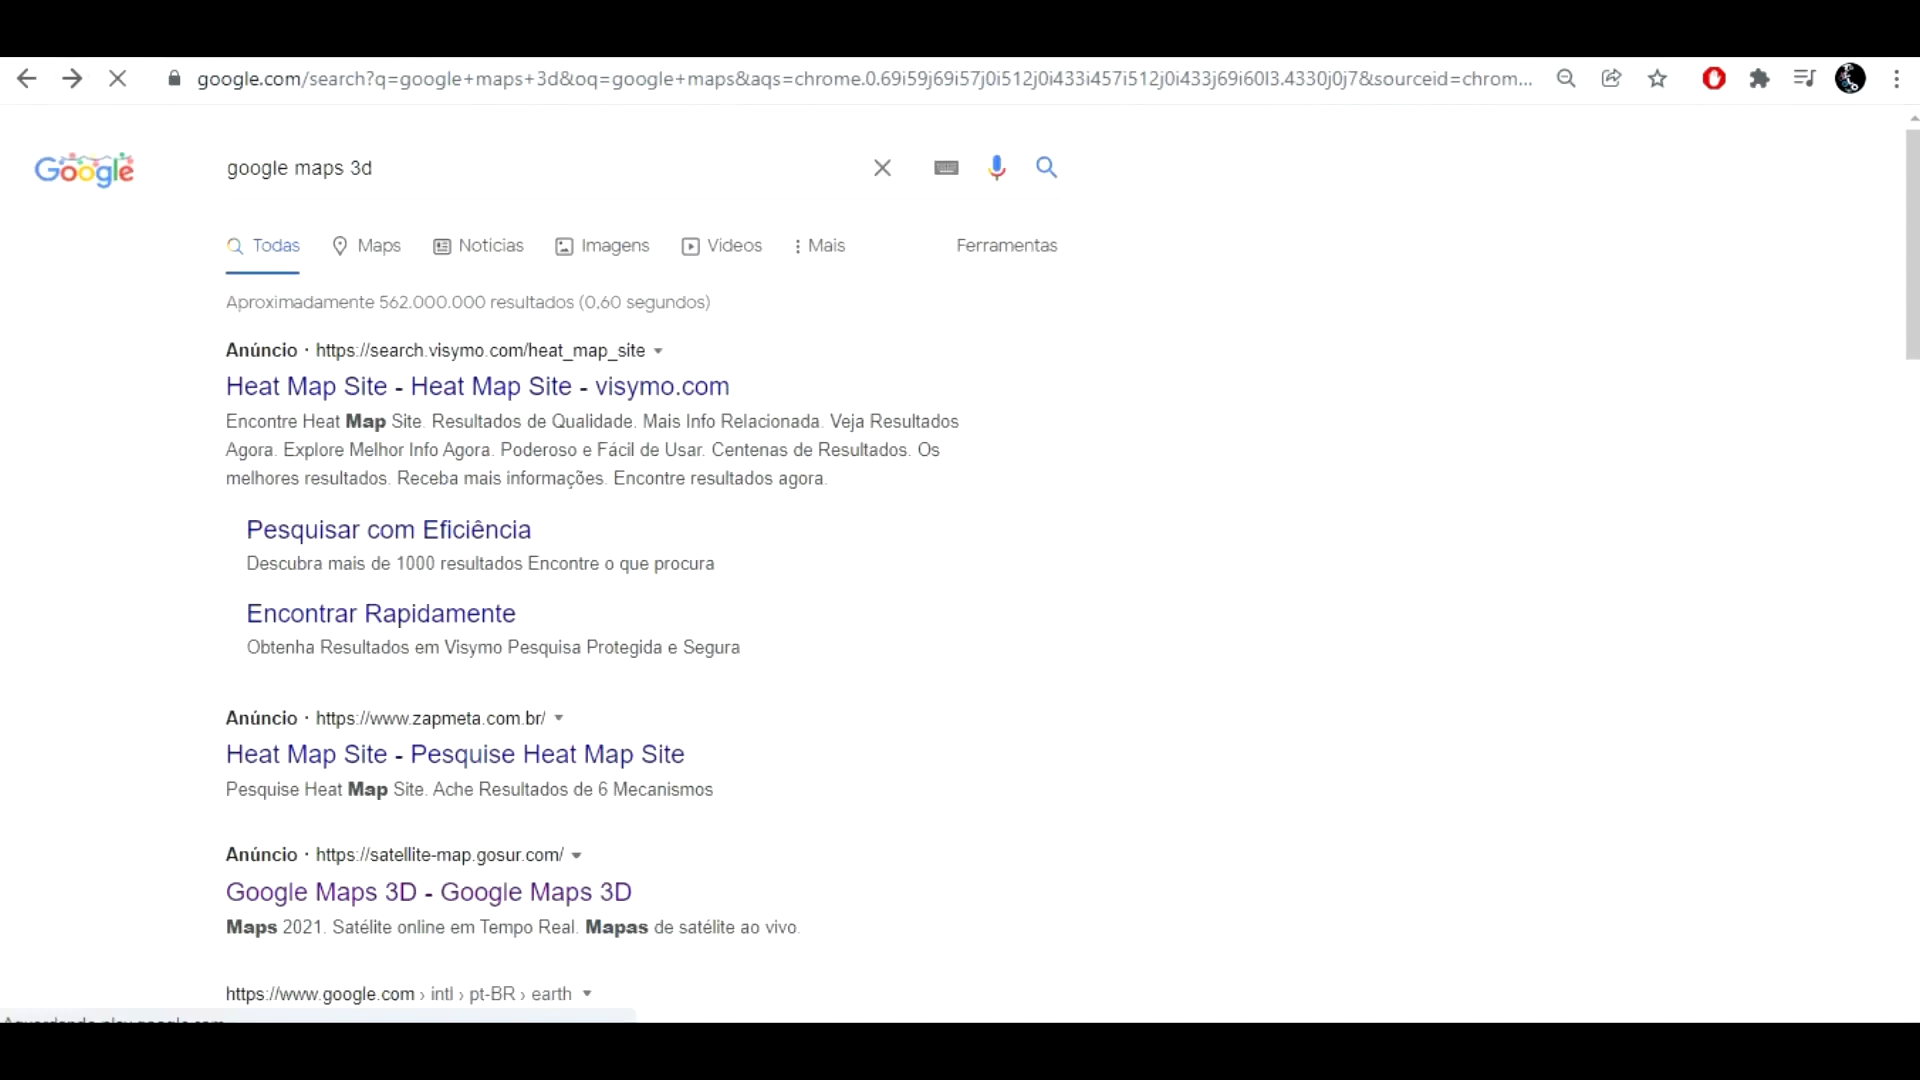 google.com/search?q=google+maps+3d&oq=google+maps&aqs=chrome.0.69i59j69i57j0i512j0i433i457i512j0i433j69i60l3.4330j0j7&sourceid=chrom...
Google
google maps 3d
Todas Maps Noticias Imagens Videos Mais Ferramentas
Aproximadamente 562.000.000 resultados (0,60 segundos)
Anúncio · https://search.visymo.com/heat_map_site
Heat Map Site - Heat Map Site - visymo.com
Encontre Heat Map Site. Resultados de Qualidade. Mais Info Relacionada. Veja Resultados
Agora. Explore Melhor Info Agora. Poderoso e Fácil de Usar. Centenas de Resultados. Os
melhores resultados. Receba mais informações. Encontre resultados agora.
Pesquisar com Eficiência
Descubra mais de 1000 resultados Encontre o que procura
Encontrar Rapidamente
Obtenha Resultados em Visymo Pesquisa Protegida e Segura
Anúncio · https://www.zapmeta.com.br/
Heat Map Site - Pesquise Heat Map Site
Pesquise Heat Map Site. Ache Resultados de 6 Mecanismos
Anúncio · https://satellite-map.gosur.com/
Google Maps 3D - Google Maps 3D
Maps 2021. Satélite online em Tempo Real. Mapas de satélite ao vivo.
https://www.google.com › intl › pt-BR › earth